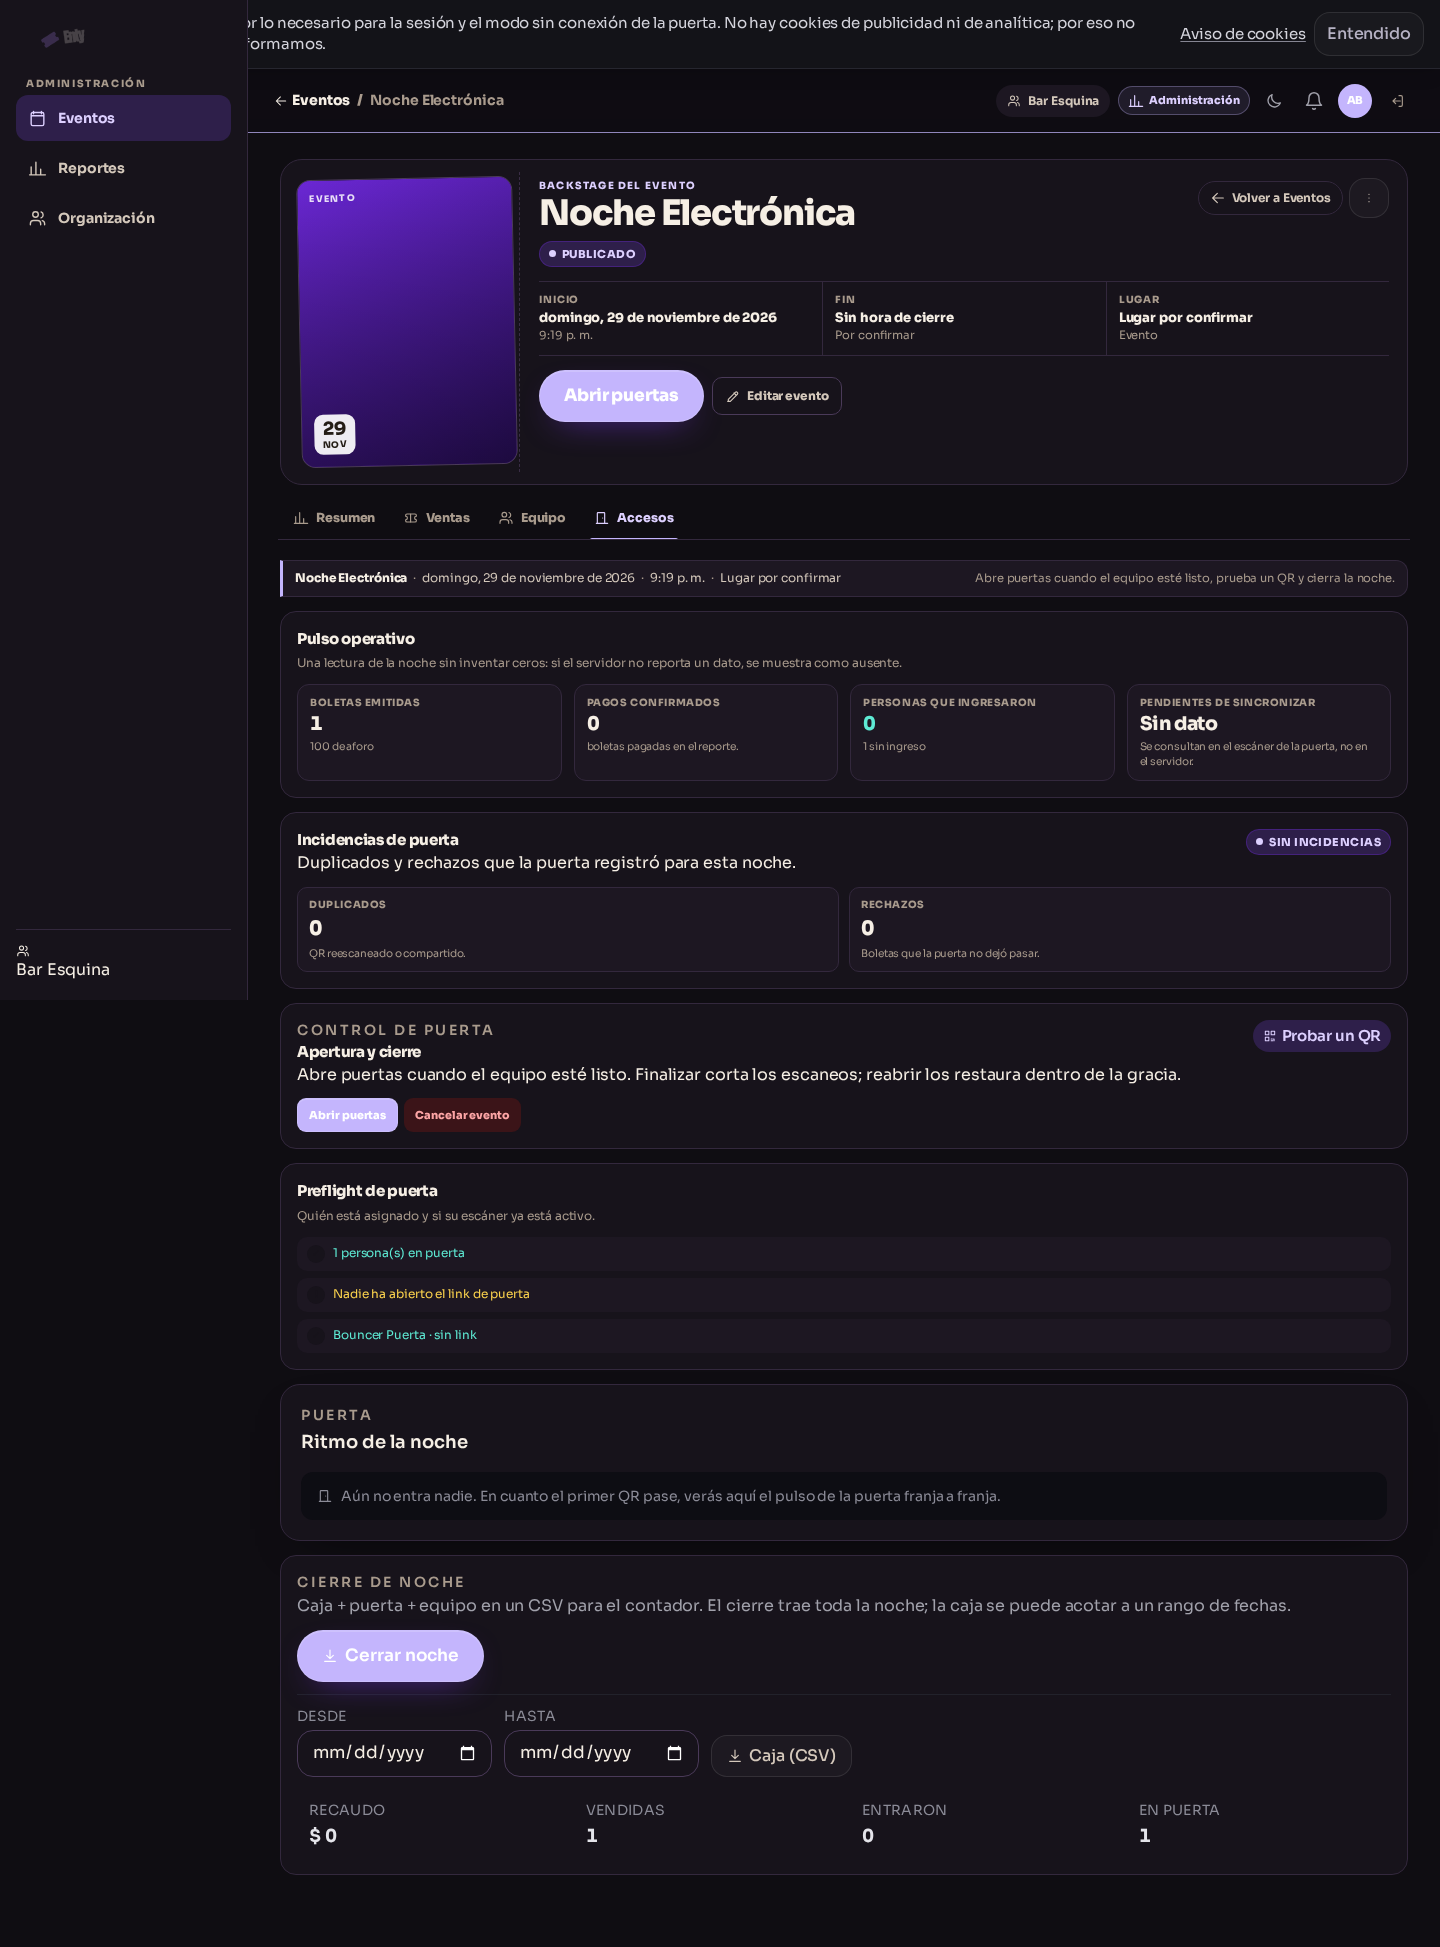 or lo necesario para la sesión y el modo sin conexión de la puerta. No hay cookies de publicidad ni de analítica; por eso no
formamos.
Aviso de cookies
Entendido
Enty
ADMINISTRACIÓN
Eventos
Reportes
Organización
Bar Esquina
Eventos / Noche Electrónica
Bar Esquina
Administración
AB
EVENTO
29
NOV
BACKSTAGE DEL EVENTO
Noche Electrónica
PUBLICADO
Volver a Eventos
INICIO
domingo, 29 de noviembre de 2026
9:19 p. m.
FIN
Sin hora de cierre
Por confirmar
LUGAR
Lugar por confirmar
Evento
Abrir puertas
Editar evento
Resumen
Ventas
Equipo
Accesos
Noche Electrónica · domingo, 29 de noviembre de 2026 · 9:19 p. m. · Lugar por confirmar
Abre puertas cuando el equipo esté listo, prueba un QR y cierra la noche.
Pulso operativo
Una lectura de la noche sin inventar ceros: si el servidor no reporta un dato, se muestra como ausente.
BOLETAS EMITIDAS
1
100 de aforo
PAGOS CONFIRMADOS
0
boletas pagadas en el reporte.
PERSONAS QUE INGRESARON
0
1 sin ingreso
PENDIENTES DE SINCRONIZAR
Sin dato
Se consultan en el escáner de la puerta, no en
el servidor.
Incidencias de puerta
Duplicados y rechazos que la puerta registró para esta noche.
SIN INCIDENCIAS
DUPLICADOS
0
QR reescaneado o compartido.
RECHAZOS
0
Boletas que la puerta no dejó pasar.
CONTROL DE PUERTA
Apertura y cierre
Abre puertas cuando el equipo esté listo. Finalizar corta los escaneos; reabrir los restaura dentro de la gracia.
Probar un QR
Abrir puertas
Cancelar evento
Preflight de puerta
Quién está asignado y si su escáner ya está activo.
1 persona(s) en puerta
Nadie ha abierto el link de puerta
Bouncer Puerta · sin link
PUERTA
Ritmo de la noche
Aún no entra nadie. En cuanto el primer QR pase, verás aquí el pulso de la puerta franja a franja.
CIERRE DE NOCHE
Caja + puerta + equipo en un CSV para el contador. El cierre trae toda la noche; la caja se puede acotar a un rango de fechas.
Cerrar noche
DESDE
mm/dd/yyyy
HASTA
mm/dd/yyyy
Caja (CSV)
RECAUDO
$ 0
VENDIDAS
1
ENTRARON
0
EN PUERTA
1